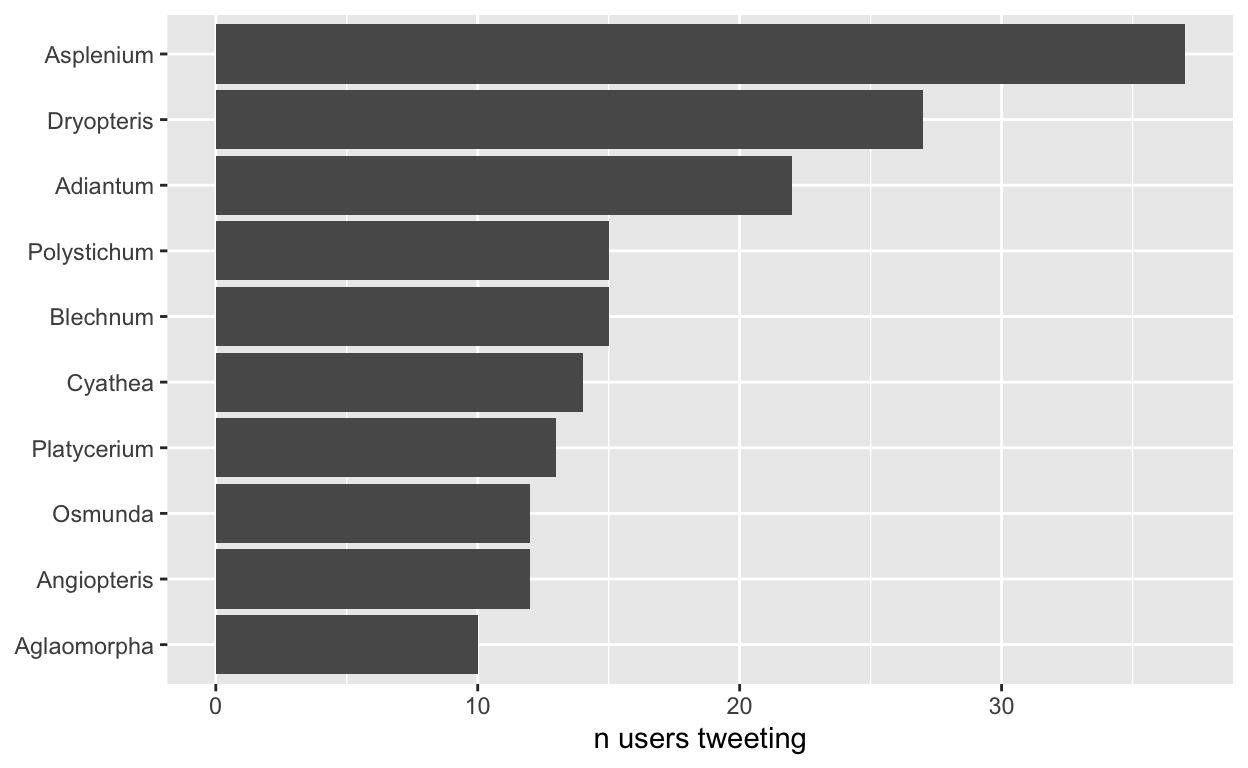 Asplenium
Dryopteris
Adiantum
Polystichum
Blechnum
Cyathea
Platycerium
Osmunda
Angiopteris
Aglaomorpha
0 10 20 30
n users tweeting